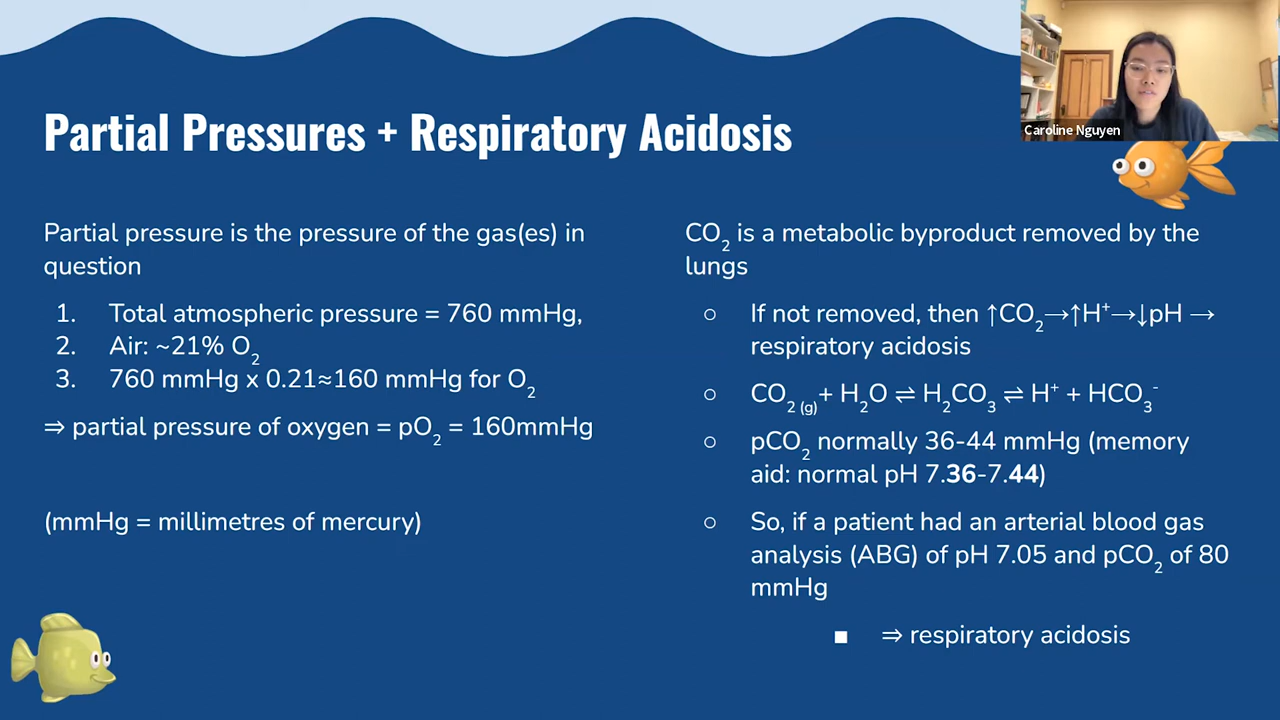 Partial Pressures + Respiratory Acidosis
Caroline Nguyen
Partial pressure is the pressure of the gas(es) in
question
1. Total atmospheric pressure = 760 mmHg,
2. Air: ~21% O₂
3. 760 mmHg x 0.21≈160 mmHg for O₂
⇒ partial pressure of oxygen = pO₂ = 160mmHg
(mmHg = millimetres of mercury)
CO₂ is a metabolic byproduct removed by the
lungs
○ If not removed, then ↑CO₂→↑H⁺→↓pH →
respiratory acidosis
○ CO₂ (g)+ H₂O ⇌ H₂CO₃ ⇌ H⁺ + HCO₃⁻
○ pCO₂ normally 36-44 mmHg (memory
aid: normal pH 7.36-7.44)
○ So, if a patient had an arterial blood gas
analysis (ABG) of pH 7.05 and pCO₂ of 80
mmHg
■ ⇒ respiratory acidosis